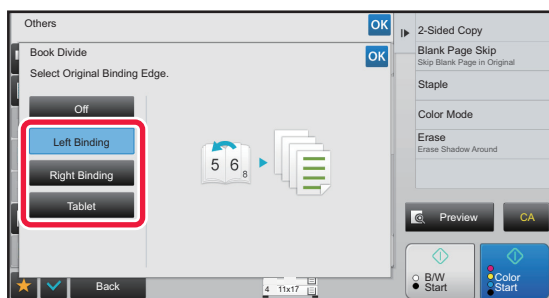 Others
OK
Book Divide
OK
Select Original Binding Edge.
Off
Left Binding
Right Binding
Tablet
5 6 8
Back
4 11x17
2-Sided Copy
Blank Page Skip
Skip Blank Page in Original
Staple
Color Mode
Erase
Erase Shadow Around
Preview
CA
B/W
Start
Color
Start